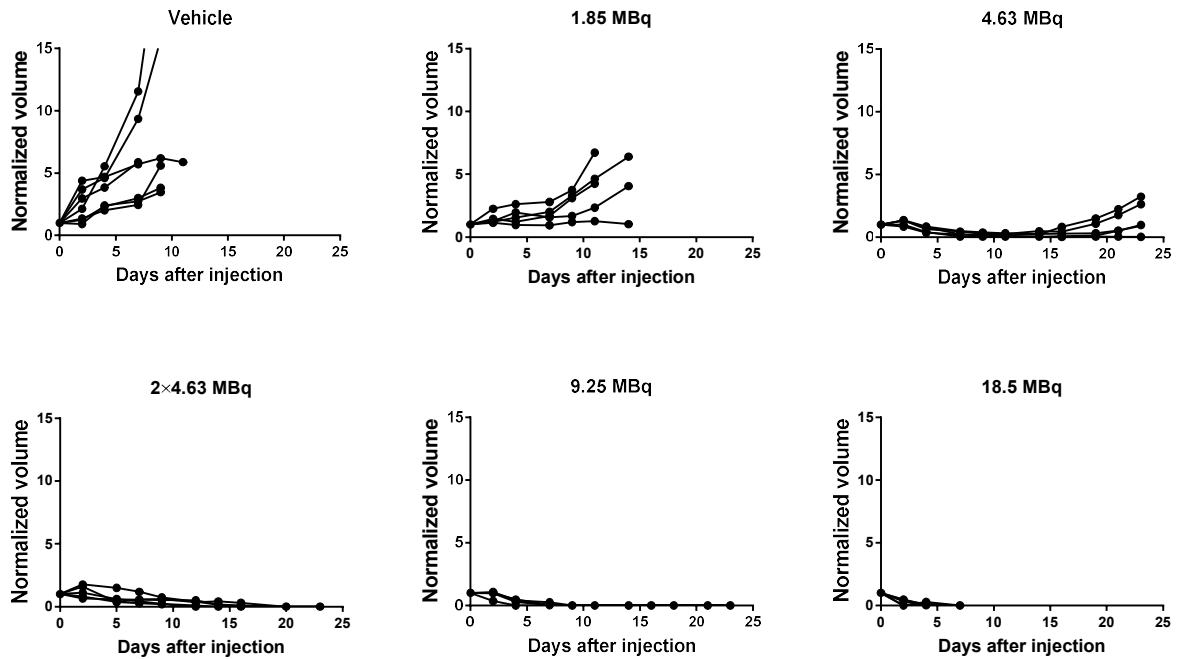 Vehicle
Normalized volume
15
10
5
0
0 5 10 15 20 25
Days after injection
1.85 MBq
Normalized volume
15
10
5
0
0 5 10 15 20 25
Days after injection
4.63 MBq
Normalized volume
15
10
5
0
0 5 10 15 20 25
Days after injection
2×4.63 MBq
Normalized volume
15
10
5
0
0 5 10 15 20 25
Days after injection
9.25 MBq
Normalized volume
15
10
5
0
0 5 10 15 20 25
Days after injection
18.5 MBq
Normalized volume
15
10
5
0
0 5 10 15 20 25
Days after injection